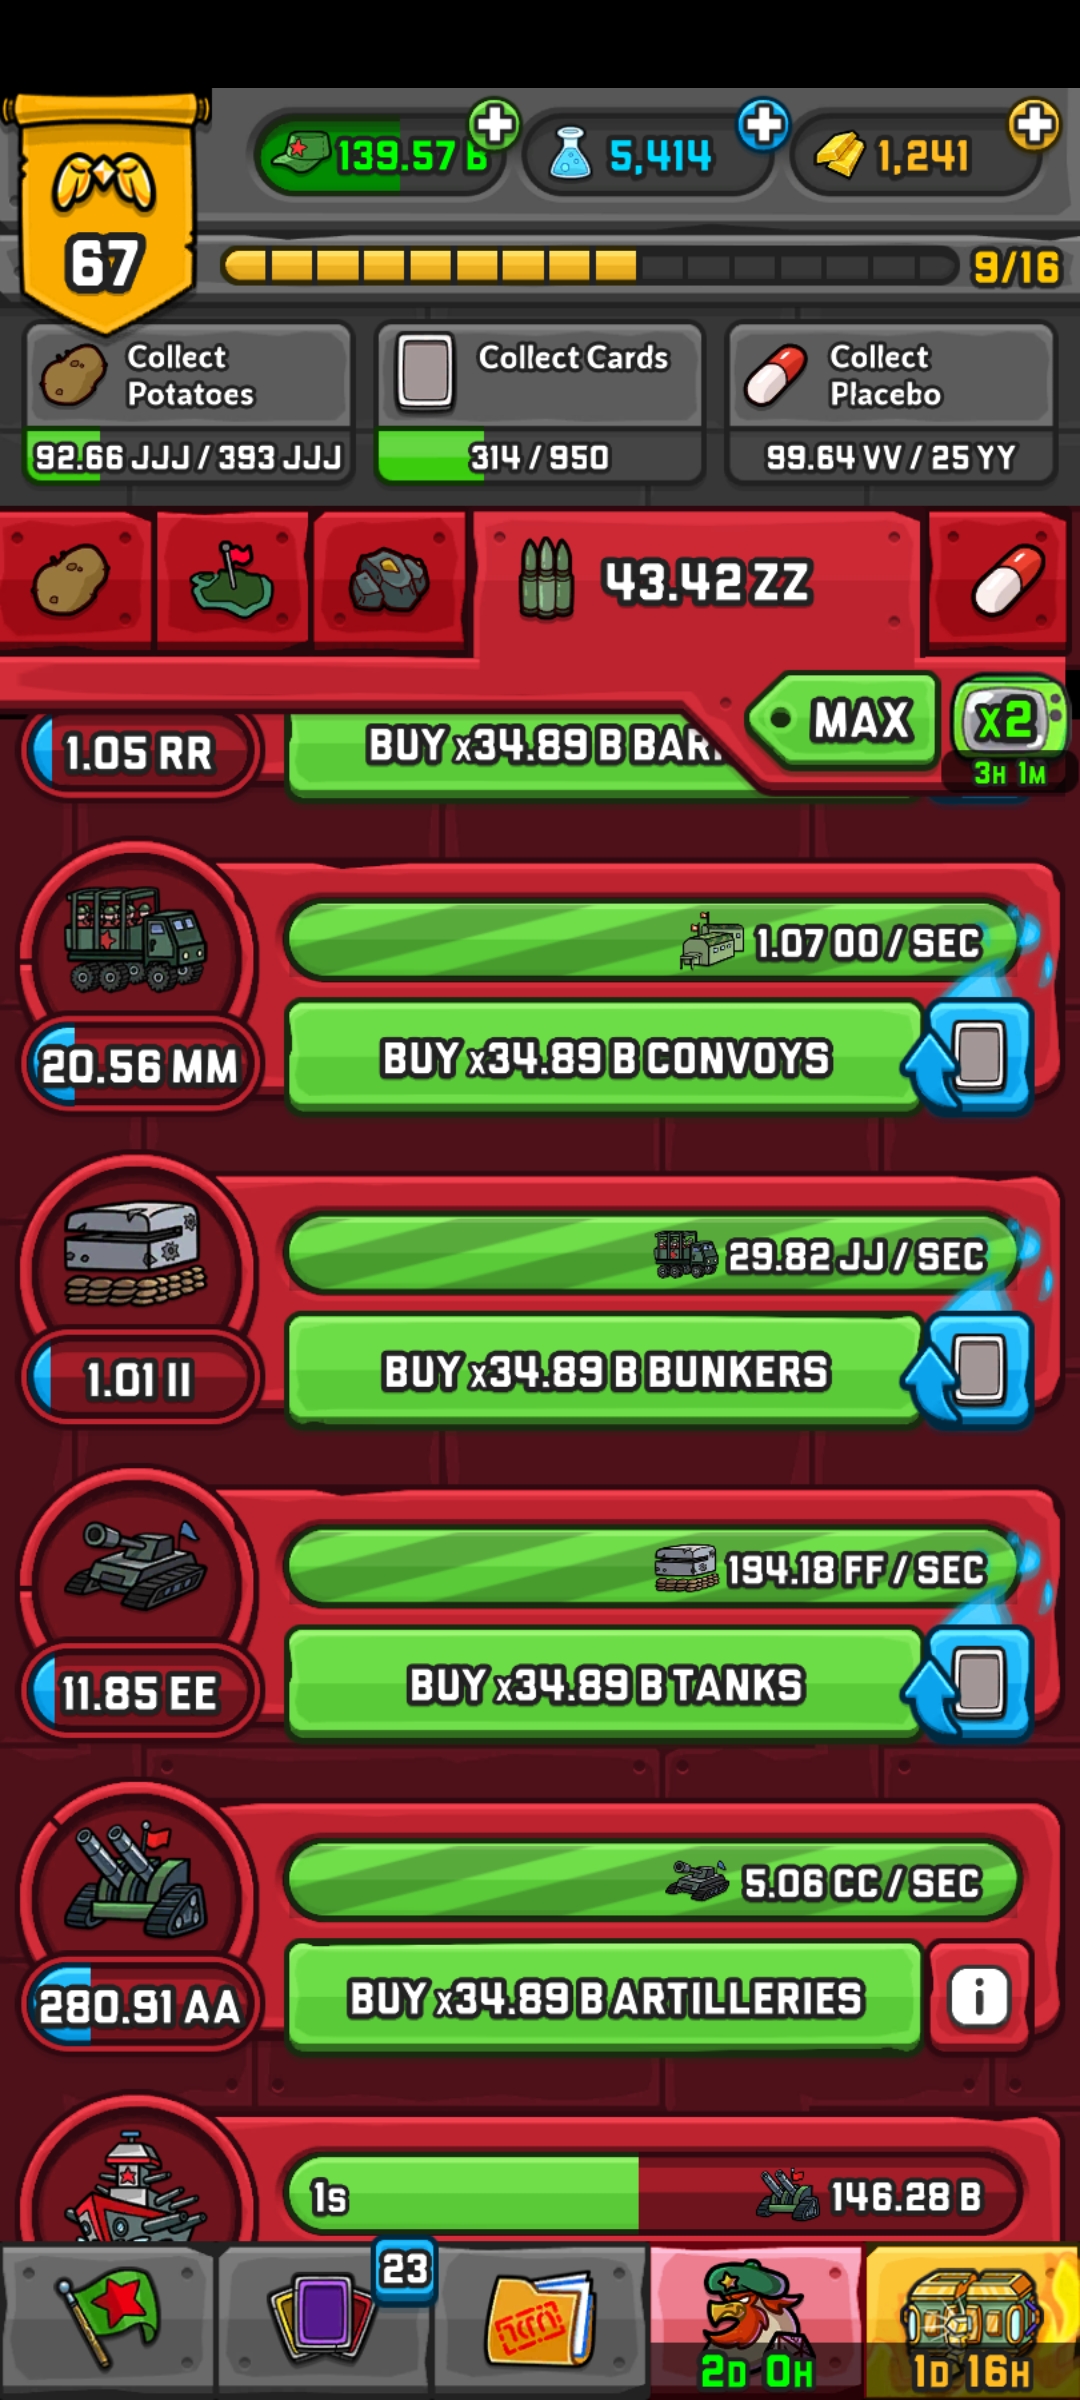 139.57 B
5,414
1,241
67
9/16
Collect Potatoes
92.66 JJJ / 393 JJJ
Collect Cards
314 / 950
Collect Placebo
99.64 VV / 25 YY
43.42 ZZ
MAX
x2
3H 1M
1.05 RR
BUY x34.89 B BAR
1.07 OO / SEC
20.56 MM
BUY x34.89 B CONVOYS
29.82 JJ / SEC
1.01 II
BUY x34.89 B BUNKERS
194.18 FF / SEC
11.85 EE
BUY x34.89 B TANKS
5.06 CC / SEC
280.91 AA
BUY x34.89 B ARTILLERIES
i
1s
146.28 B
23
2D 0H
1D 16H